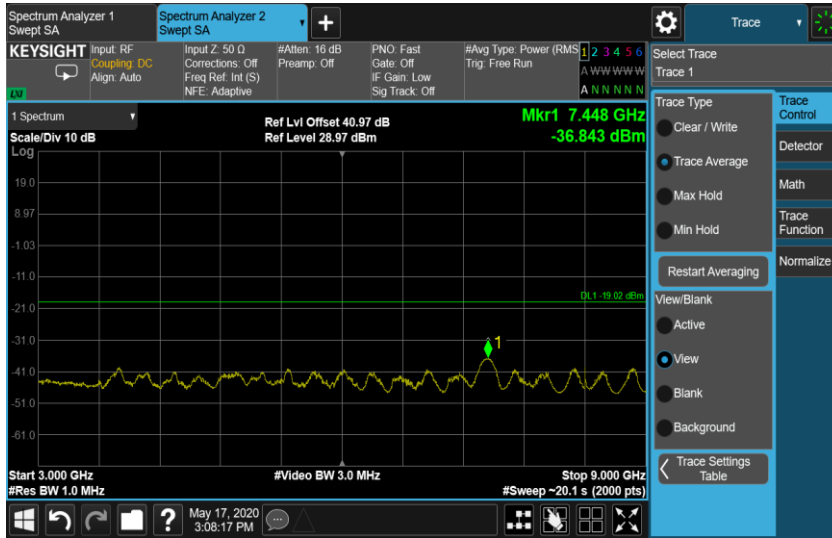 Spectrum Analyzer 1
Swept SA
Spectrum Analyzer 2
Swept SA
Trace
KEYSIGHT
LXI
Input: RF
Coupling: DC
Align: Auto
Input Z: 50 Ω
Corrections: Off
Freq Ref: Int (S)
NFE: Adaptive
#Atten: 16 dB
Preamp: Off
PNO: Fast
Gate: Off
IF Gain: Low
Sig Track: Off
#Avg Type: Power (RMS
Trig: Free Run
1 2 3 4 5 6
A W W W W W
A N N N N N
Select Trace
Trace 1
1 Spectrum
Scale/Div 10 dB
Log
Ref Lvl Offset 40.97 dB
Ref Level 28.97 dBm
Mkr1 7.448 GHz
-36.843 dBm
19.0
8.97
-1.03
-11.0
-21.0
-31.0
-41.0
-51.0
-61.0
DL1 -19.02 dBm
1
Start 3.000 GHz
#Res BW 1.0 MHz
#Video BW 3.0 MHz
Stop 9.000 GHz
#Sweep ~20.1 s (2000 pts)
Trace Type
Clear / Write
Trace Average
Max Hold
Min Hold
Restart Averaging
View/Blank
Active
View
Blank
Background
Trace Settings
Table
Trace
Control
Detector
Math
Trace
Function
Normalize
?
May 17, 2020
3:08:17 PM